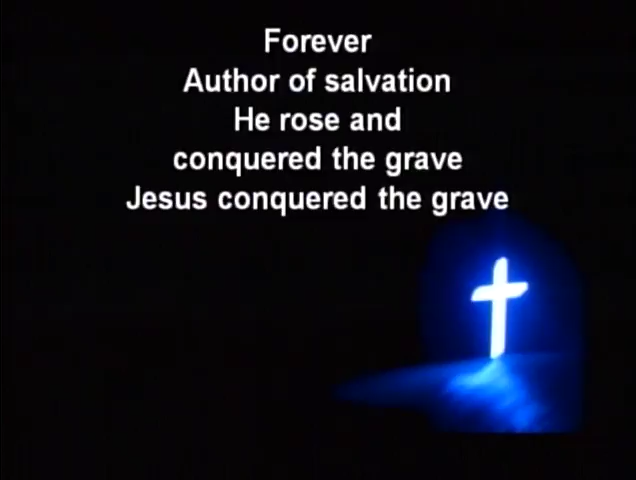 Forever
Author of salvation
He rose and
conquered the grave
Jesus conquered the grave